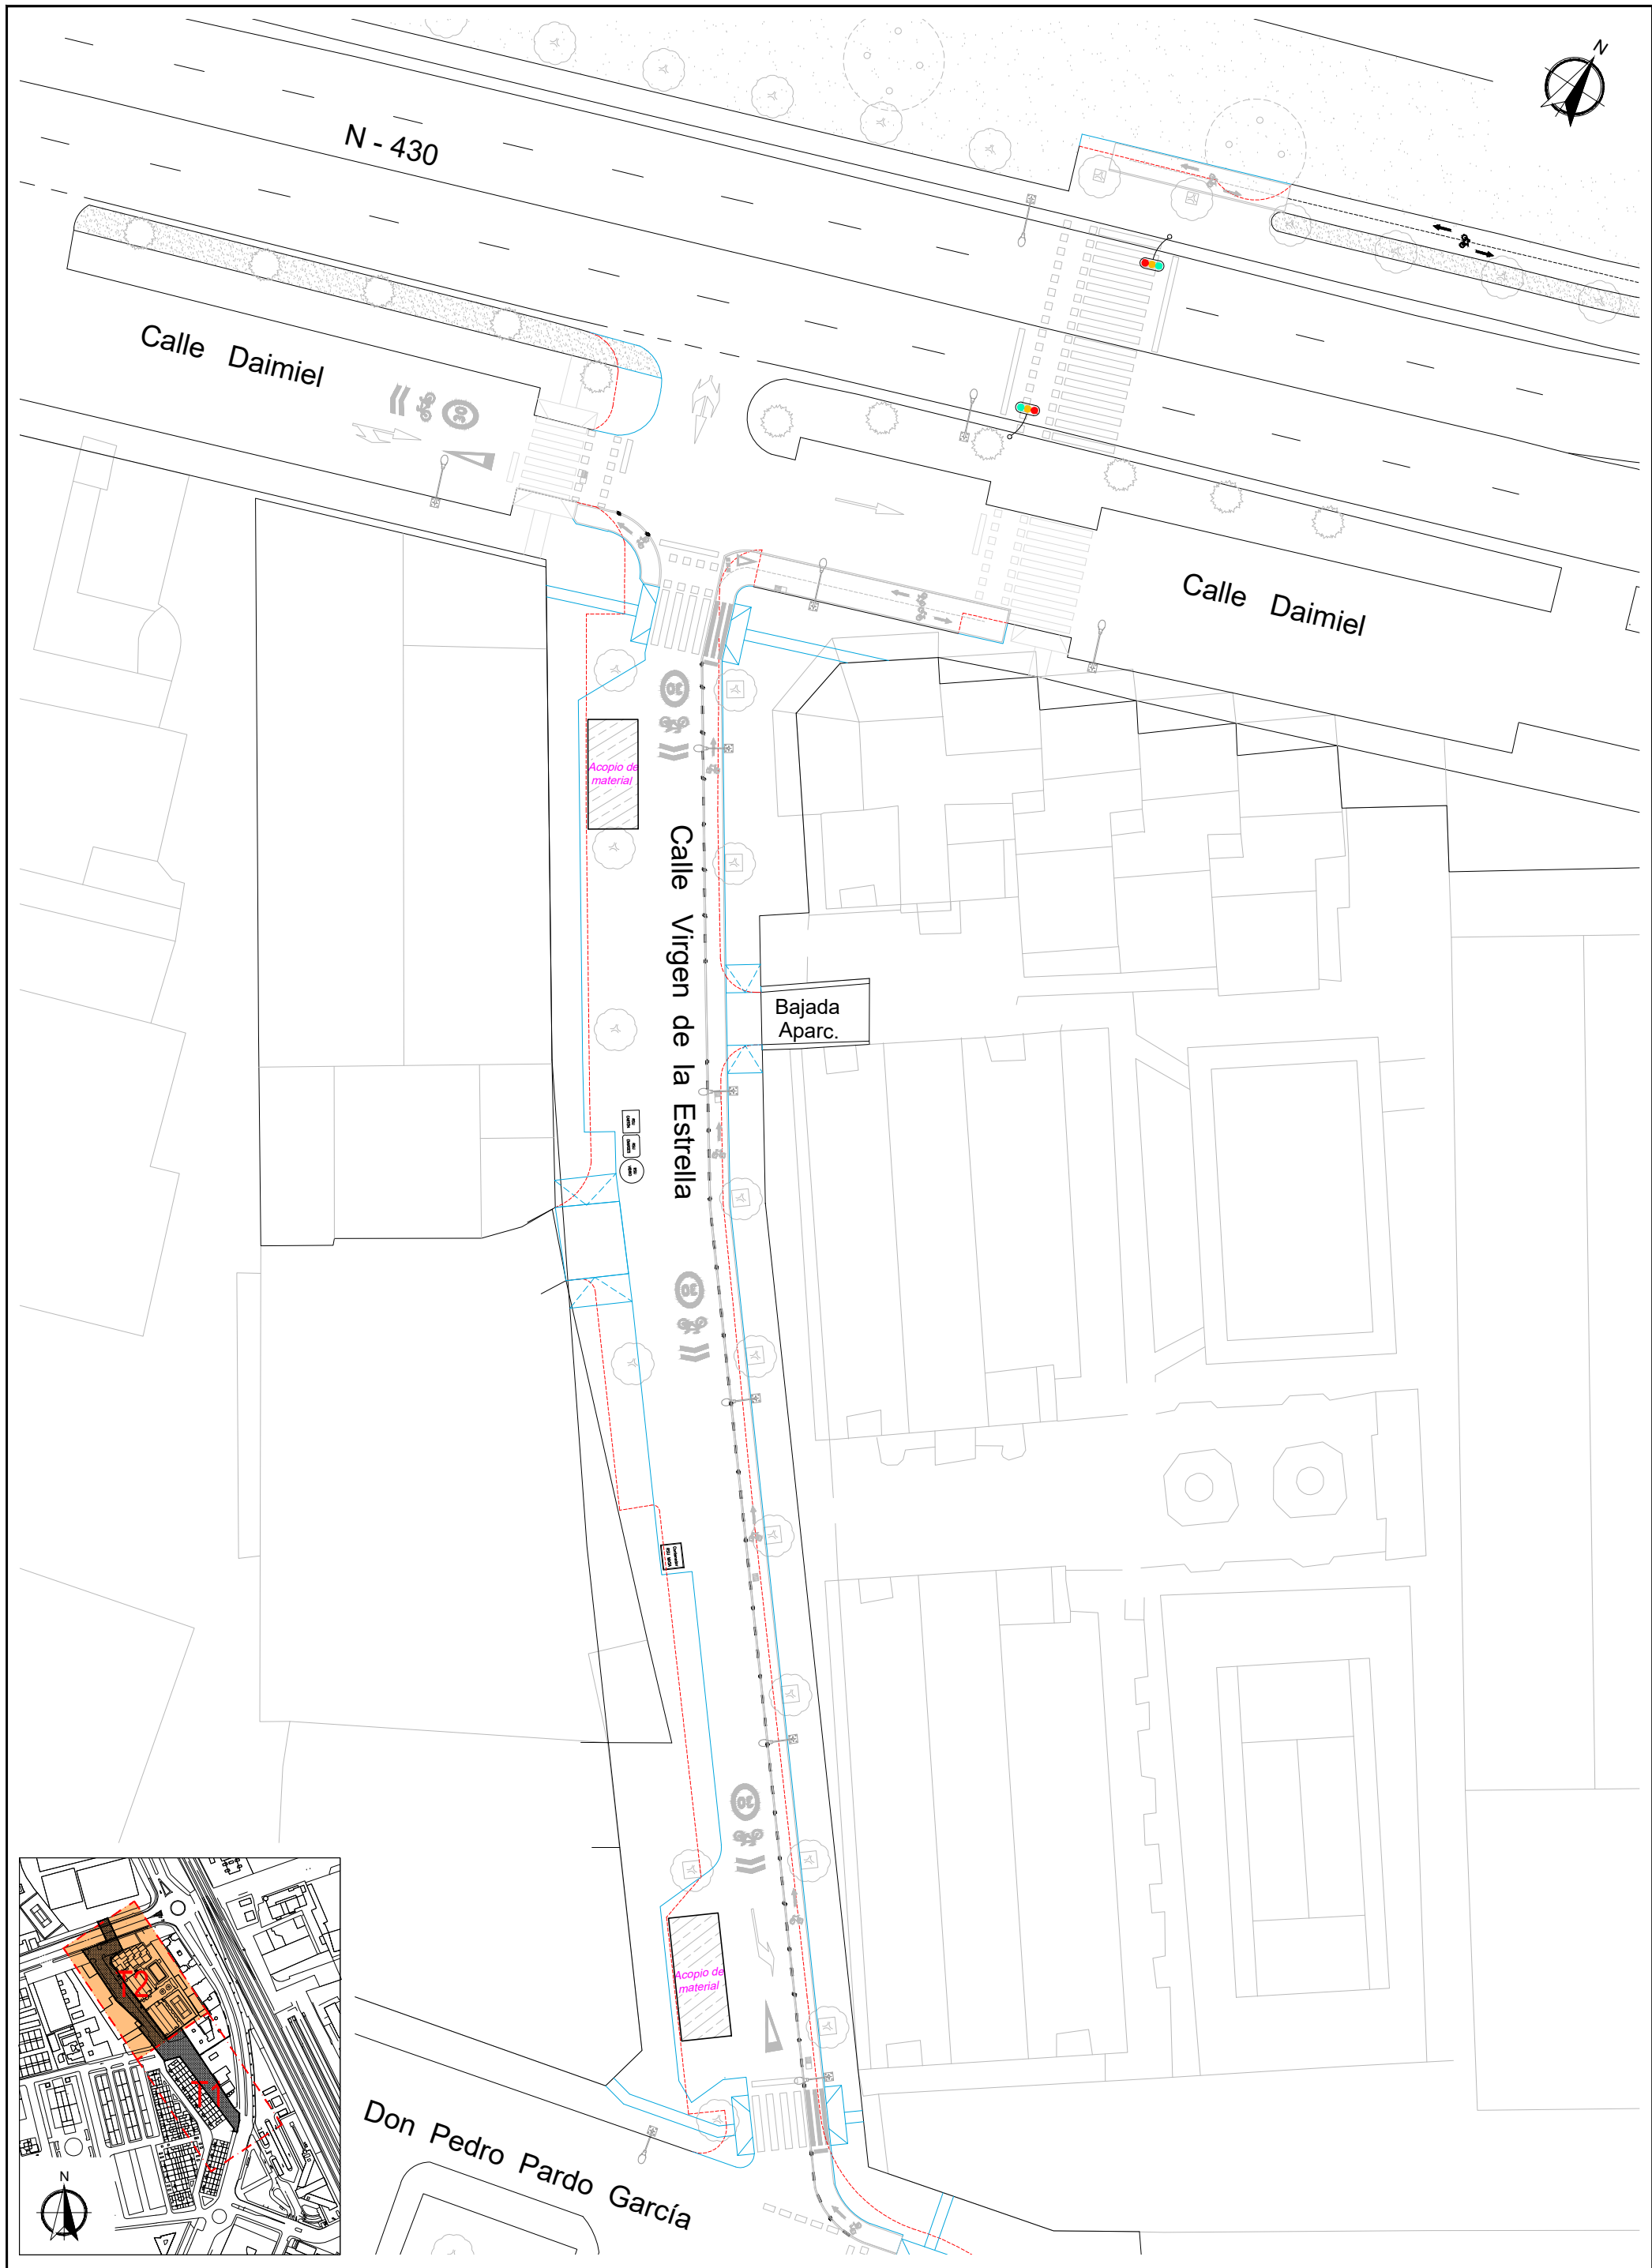 N
N - 430
Calle Daimiel
30
Calle Daimiel
30
Acopio de
material
Calle Virgen de la Estrella
Bajada
Aparc.
30
30
Acopio de
material
T2
T1
N
Don Pedro Pardo García